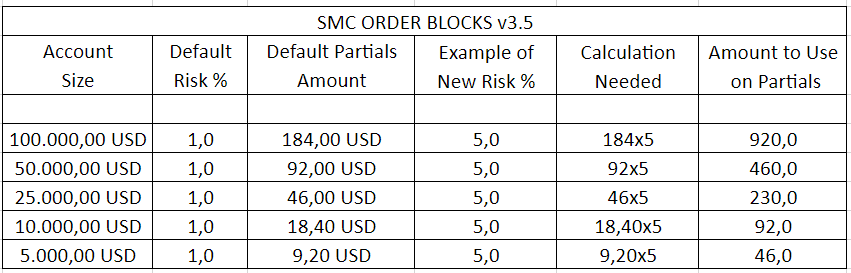 SMC ORDER BLOCKS v3.5
Account Size Default Risk % Default Partials Amount Example of New Risk % Calculation Needed Amount to Use on Partials
100.000,00 USD 1,0 184,00 USD 5,0 184x5 920,0
50.000,00 USD 1,0 92,00 USD 5,0 92x5 460,0
25.000,00 USD 1,0 46,00 USD 5,0 46x5 230,0
10.000,00 USD 1,0 18,40 USD 5,0 18,40x5 92,0
5.000,00 USD 1,0 9,20 USD 5,0 9,20x5 46,0